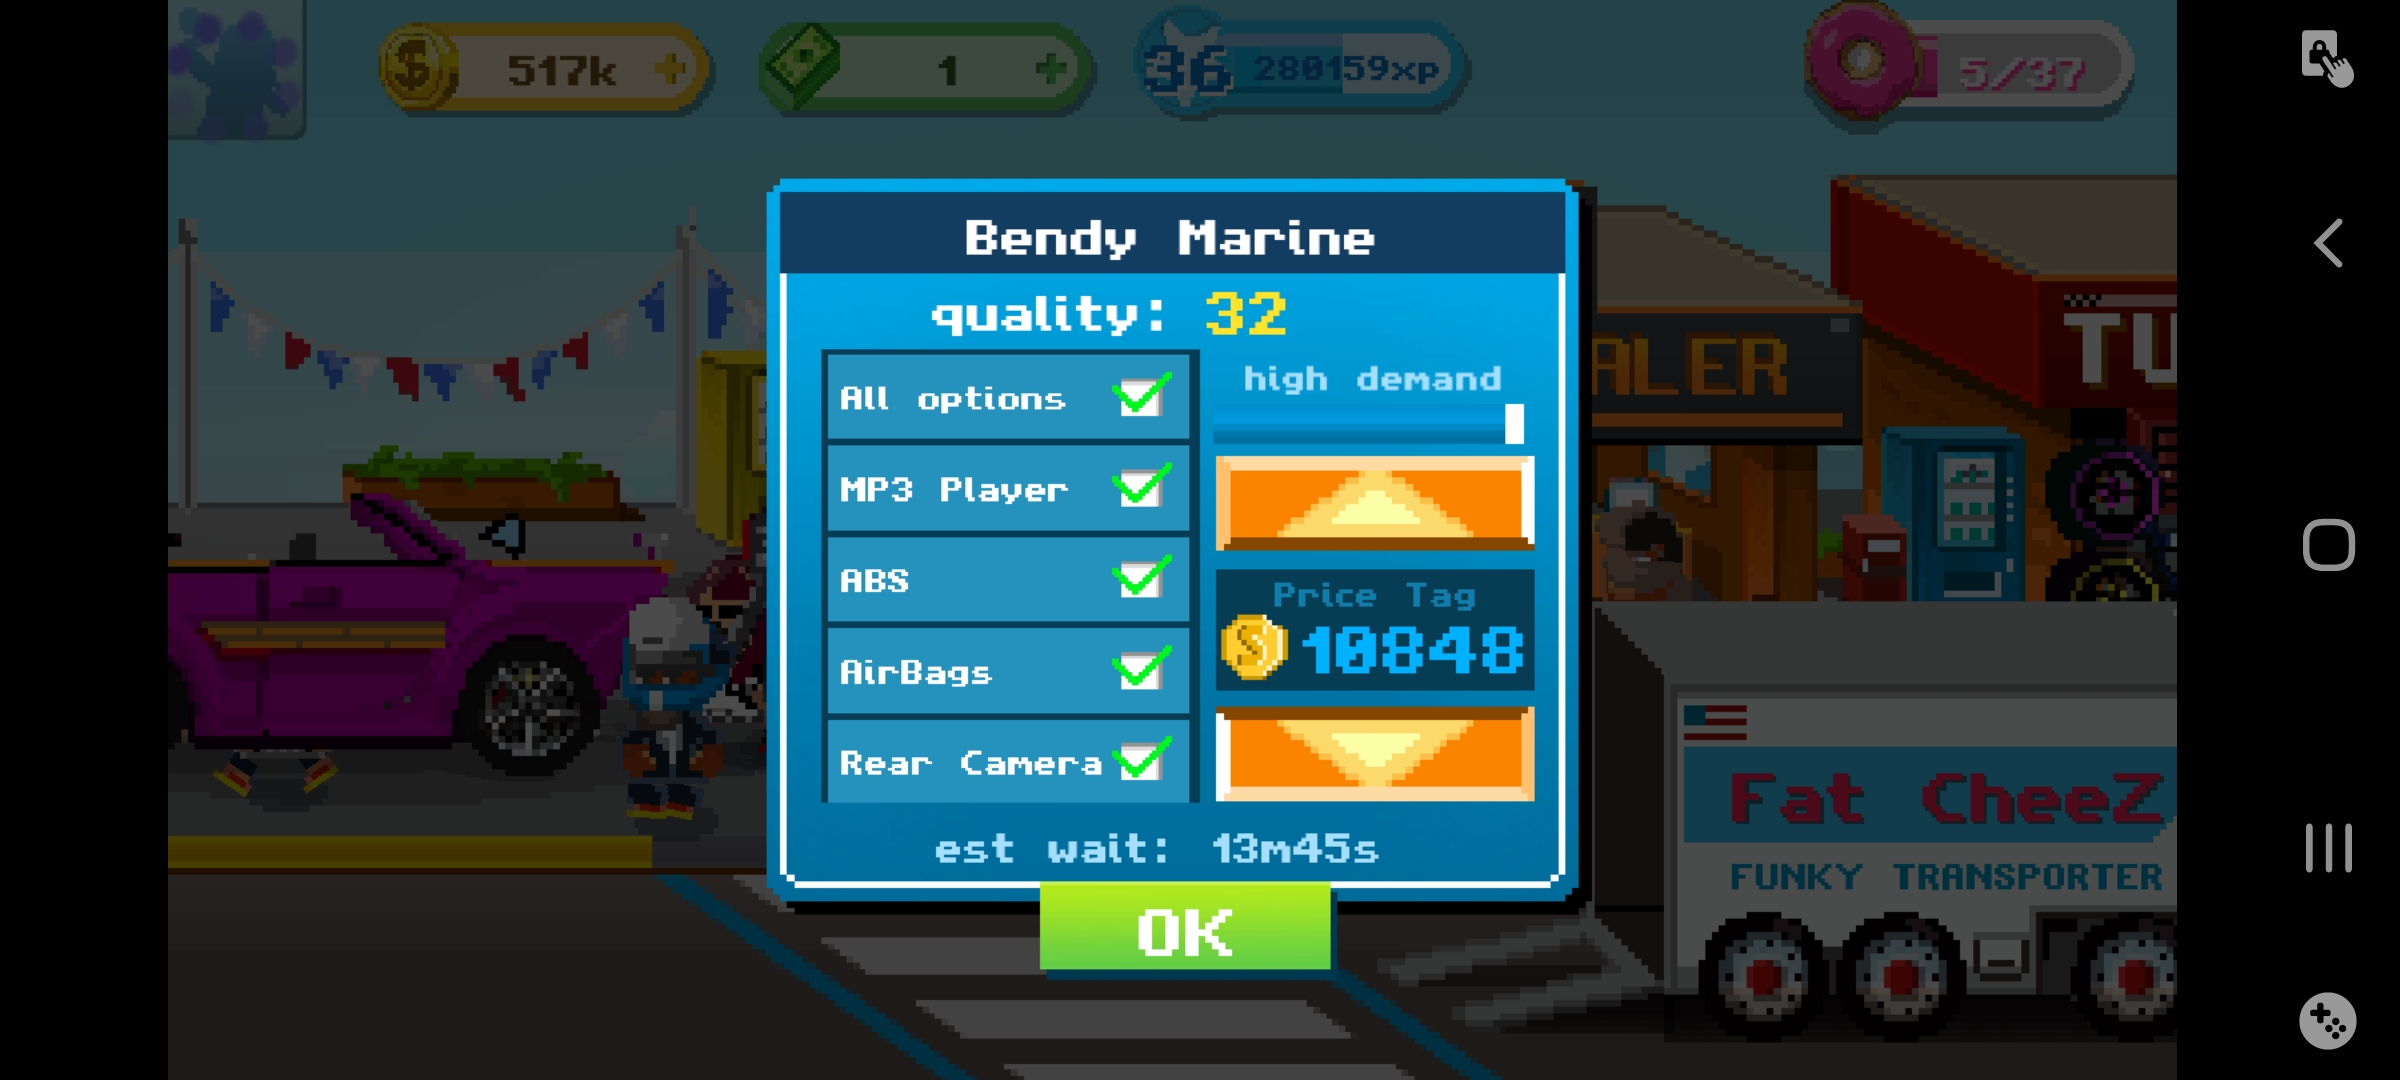 517k
1
36 280159xp
5/37
Bendy Marine
quality: 32
All options
MP3 Player
ABS
AirBags
Rear Camera
high demand
Price Tag
10848
est wait: 13m45s
OK
ALER
TU
Fat CheeZ
FUNKY TRANSPORTER